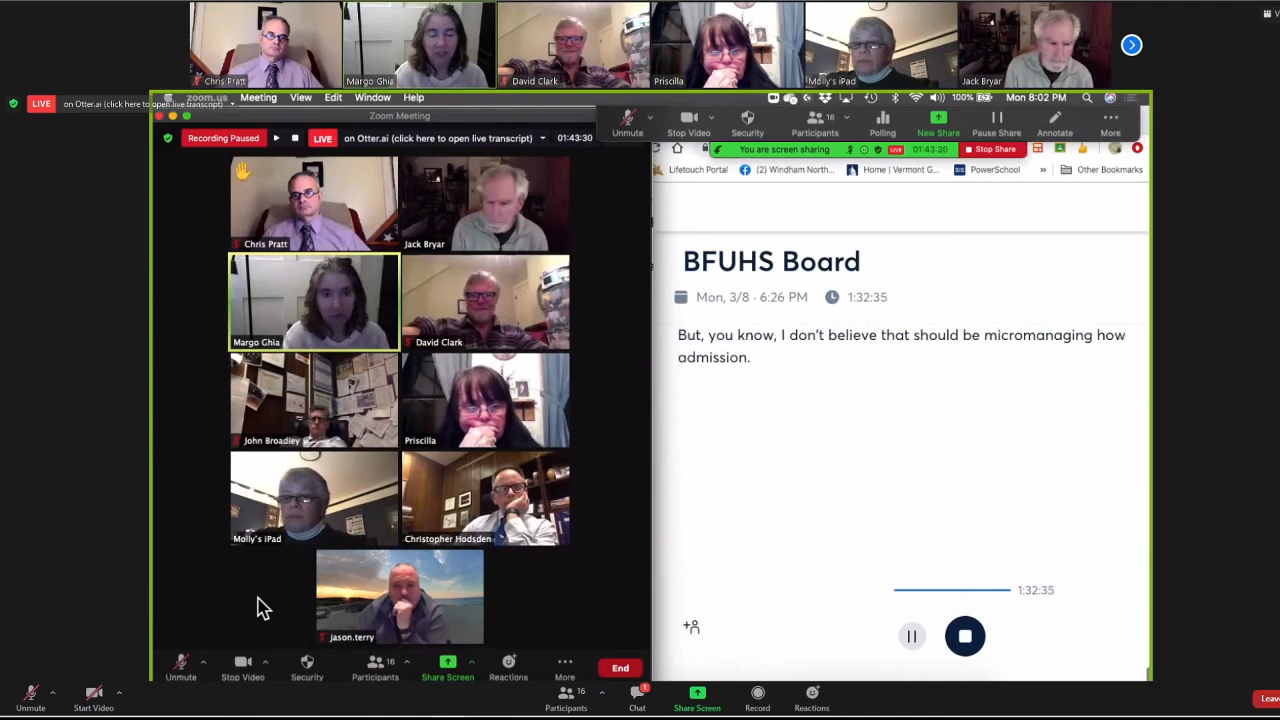 Chris Pratt
Margo Ghia
David Clark
Priscilla
Molly's iPad
Jack Bryar
LIVE
on Otter.ai (click here to open live transcript)
zoom.us Meeting View Edit Window Help
100%
Mon 8:02 PM
Zoom Meeting
Recording Paused
LIVE
on Otter.ai (click here to open live transcript)
01:43:30
Unmute
Stop Video
Security
16
Participants
Polling
New Share
Pause Share
Annotate
More
You are screen sharing
LIVE
01:43:20
Stop Share
Lifetouch Portal
(2) Windham North...
Home | Vermont G...
SIS
PowerSchool
»
Other Bookmarks
Chris Pratt
Jack Bryar
Margo Ghia
David Clark
John Broadley
Priscilla
Molly's iPad
Christopher Hodsden
jason.terry
BFUHS Board
Mon, 3/8 · 6:26 PM
1:32:35
But, you know, I don't believe that should be micromanaging how
admission.
1:32:35
Unmute
Stop Video
Security
16
Participants
Share Screen
Reactions
More
End
Unmute
Start Video
16
Participants
1
Chat
Share Screen
Record
Reactions
Leav